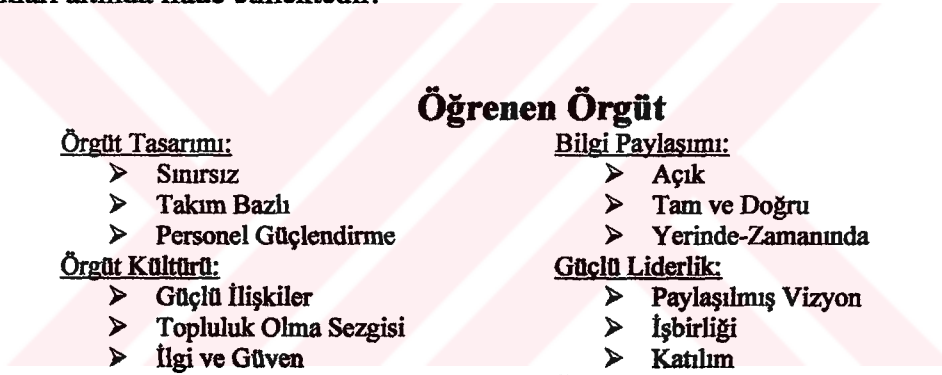 Öğrenen Örgüt
Örgüt Tasarımı:
➢ Sınırsız
➢ Takım Bazlı
➢ Personel Güçlendirme
Örgüt Kültürü:
➢ Güçlü İlişkiler
➢ Topluluk Olma Sezgisi
➢ İlgi ve Güven
Bilgi Paylaşımı:
➢ Açık
➢ Tam ve Doğru
➢ Yerinde-Zamanında
Güçlü Liderlik:
➢ Paylaşılmış Vizyon
➢ İşbirliği
➢ Katılım